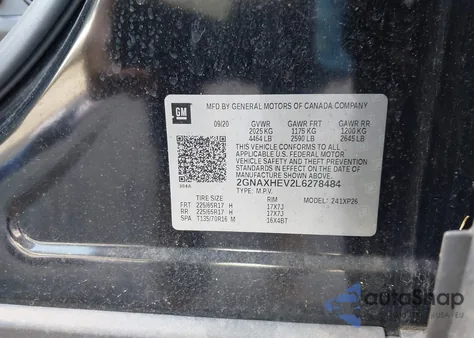 GM
MFD BY GENERAL MOTORS OF CANADA COMPANY
09/20 GVWR GAWR FRT GAWR RR
2025 KG 1175 KG 1200 KG
4464 LB 2590 LB 2645 LB
THIS VEHICLE CONFORMS TO ALL APPLICABLE
U.S. FEDERAL MOTOR VEHICLE SAFETY, BUMPER, AND
THEFT PREVENTION STANDARDS IN EFFECT ON THE
DATE OF MANUFACTURE SHOWN ABOVE.
2GNAXHEV2L6278484
TYPE: M.P.V.
TIRE SIZE RIM MODEL: 241XP26
FRT 225/65R17 H 17X7J
RR 225/65R17 H 17X7J
SPA T135/70R16 M 16X4BT
autoSnap